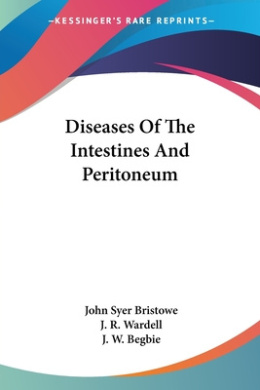 KESSINGER'S RARE REPRINTS
Diseases Of The
Intestines And
Peritoneum
John Syer Bristowe
J. R. Wardell
J. W. Begbie